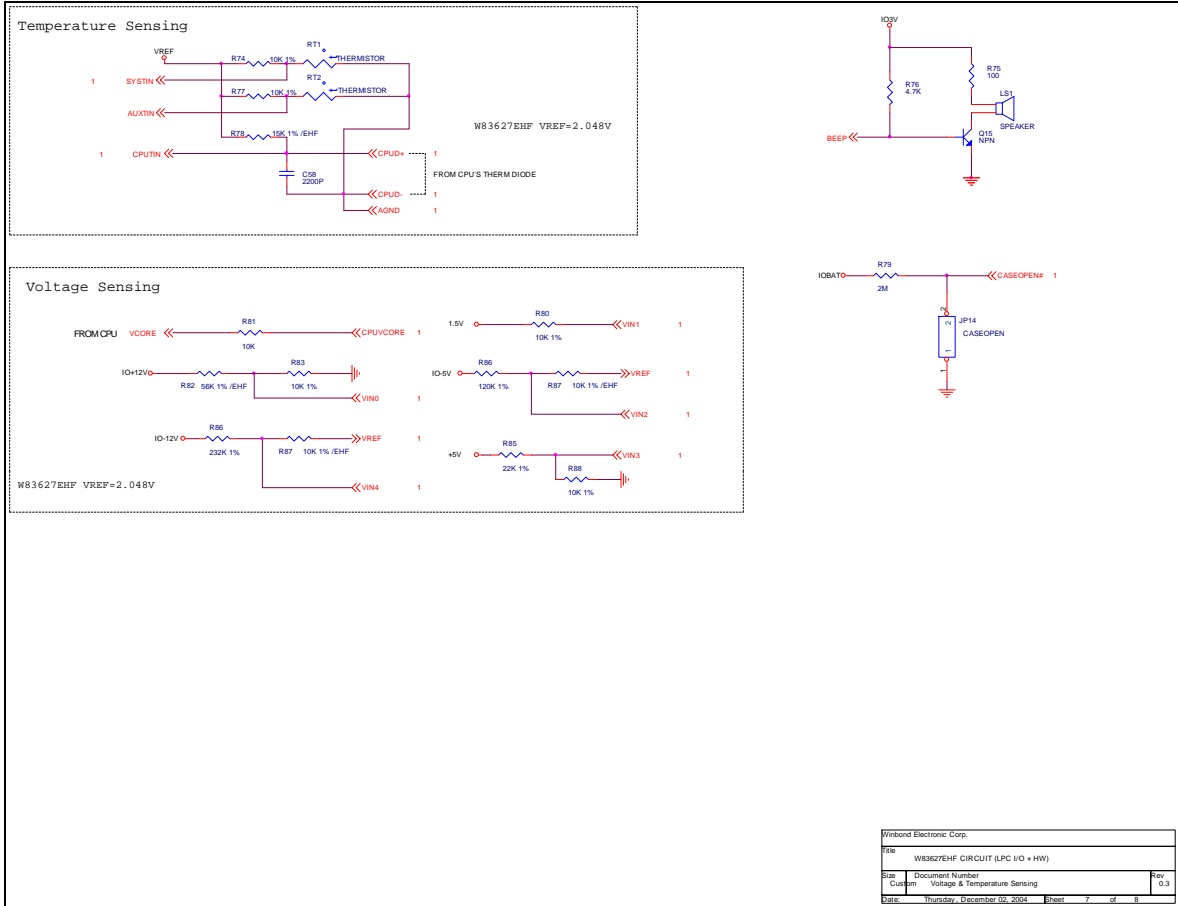 Temperature Sensing
VREF
R74
10K 1%
RT1
THERMISTOR
1
SYSTIN
R77
10K 1%
RT2
THERMISTOR
AUXTIN
R78
15K 1% /EHF
W83627EHF VREF=2.048V
1
CPUTIN
CPUD+
1
C58
2200P
FROM CPU'S THERM DIODE
CPUD-
1
AGND
1
IO3V
R75
100
R76
4.7K
LS1
SPEAKER
BEEP
Q15
NPN
IOBAT
R79
2M
CASEOPEN#
1
2
2
JP14
CASEOPEN
1
1
Voltage Sensing
FROM CPU
VCORE
R81
10K
CPUVCORE
1
1.5V
R80
10K 1%
VIN1
1
IO+12V
R82
56K 1% /EHF
R83
10K 1%
VIN0
1
IO-5V
R86
120K 1%
R87
10K 1% /EHF
VREF
1
VIN2
1
IO-12V
R86
232K 1%
R87
10K 1% /EHF
VREF
1
VIN4
1
+5V
R85
22K 1%
R88
10K 1%
VIN3
1
W83627EHF VREF=2.048V
Winbond Electronic Corp.
Title
W83627EHF CIRCUIT (LPC I/O + HW)
Size
Document Number
Rev
Custom
Voltage & Temperature Sensing
0.3
Date:
Thursday, December 02, 2004
Sheet
7
of
8